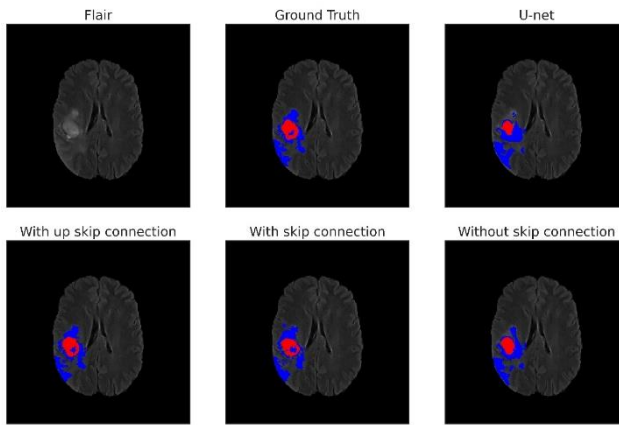 Flair
Ground Truth
U-net
With up skip connection
With skip connection
Without skip connection